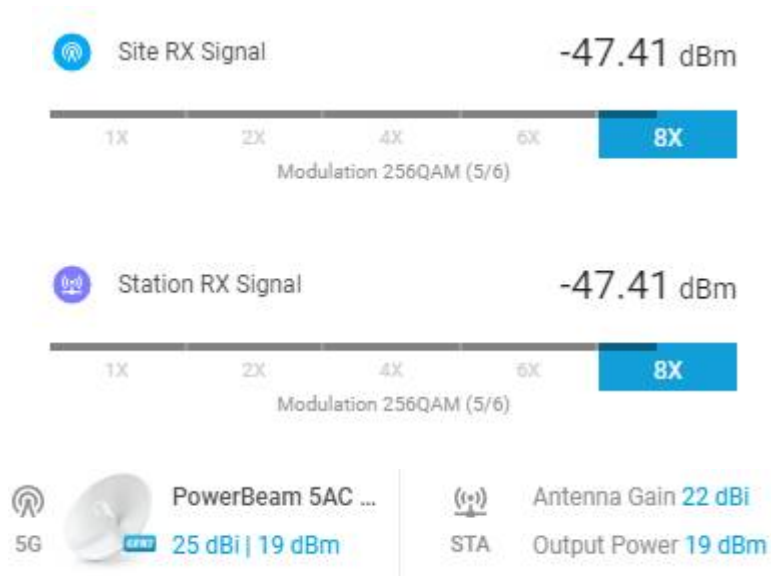 Site RX Signal -47.41 dBm
1X 2X 4X 6X 8X
Modulation 256QAM (5/6)
Station RX Signal -47.41 dBm
1X 2X 4X 6X 8X
Modulation 256QAM (5/6)
PowerBeam 5AC ... Antenna Gain 22 dBi
5G 25 dBi | 19 dBm STA Output Power 19 dBm